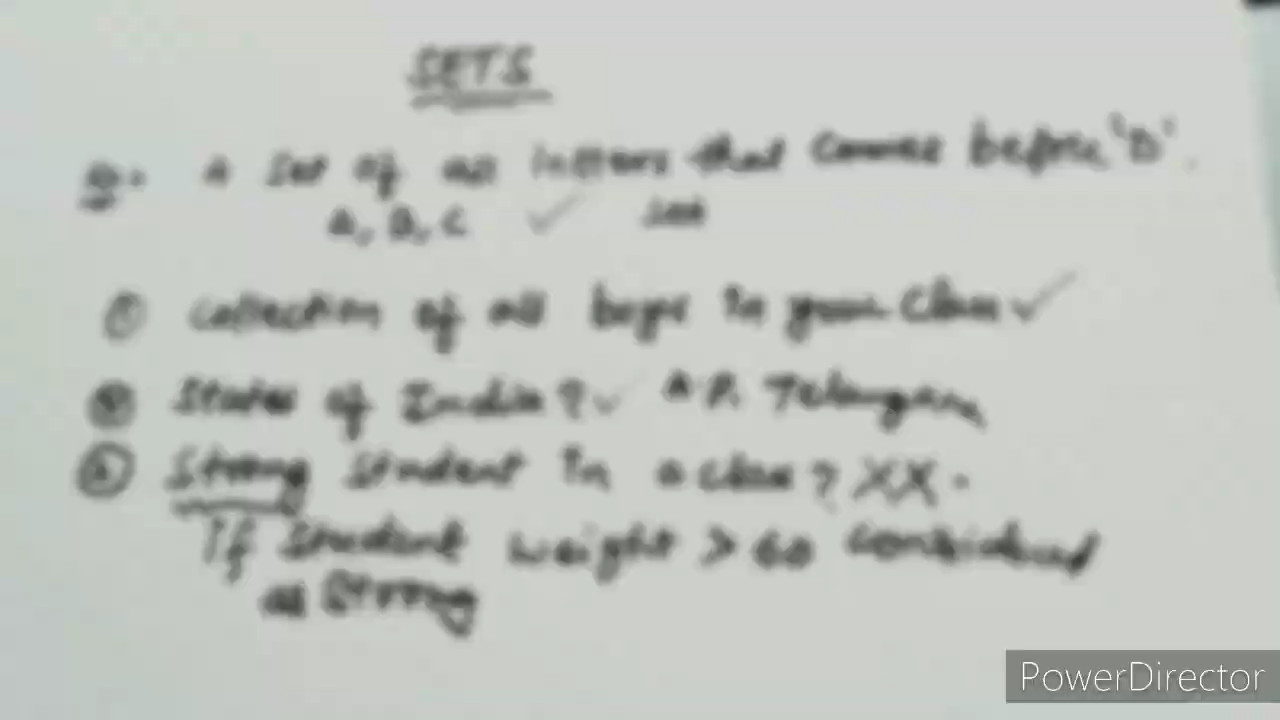 SETS
A Set of all letters that comes before 'D'.
A, B, C ✓ Set
① Collection of all boys in your Class ✓
States of India? ✓ A.P. Telangana
Strong Student in a class? XX.
If Student weight > 60 considered
as Strong
PowerDirector